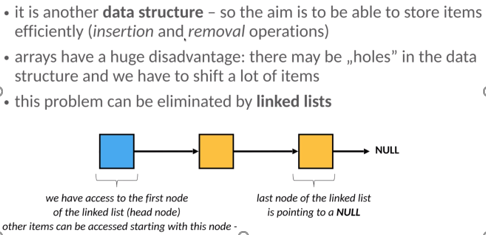 • it is another data structure – so the aim is to be able to store items
efficiently (insertion and removal operations)
• arrays have a huge disadvantage: there may be „holes” in the data
structure and we have to shift a lot of items
• this problem can be eliminated by linked lists
NULL
we have access to the first node
of the linked list (head node)
other items can be accessed starting with this node -
last node of the linked list
is pointing to a NULL